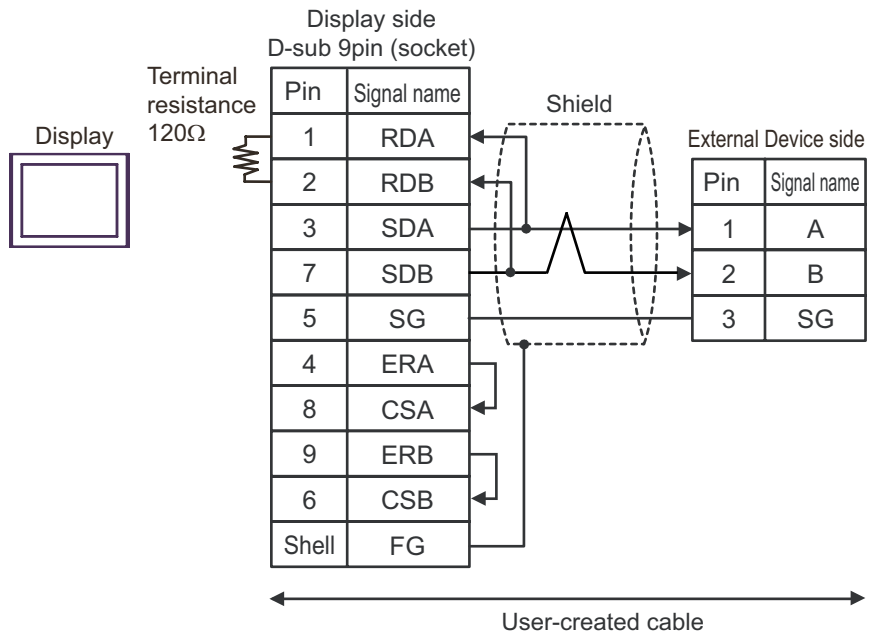 Display side
D-sub 9pin (socket)
Terminal
resistance
120Ω
Display
Pin Signal name
1 RDA
2 RDB
3 SDA
7 SDB
5 SG
4 ERA
8 CSA
9 ERB
6 CSB
Shell FG
Shield
External Device side
Pin Signal name
1 A
2 B
3 SG
User-created cable